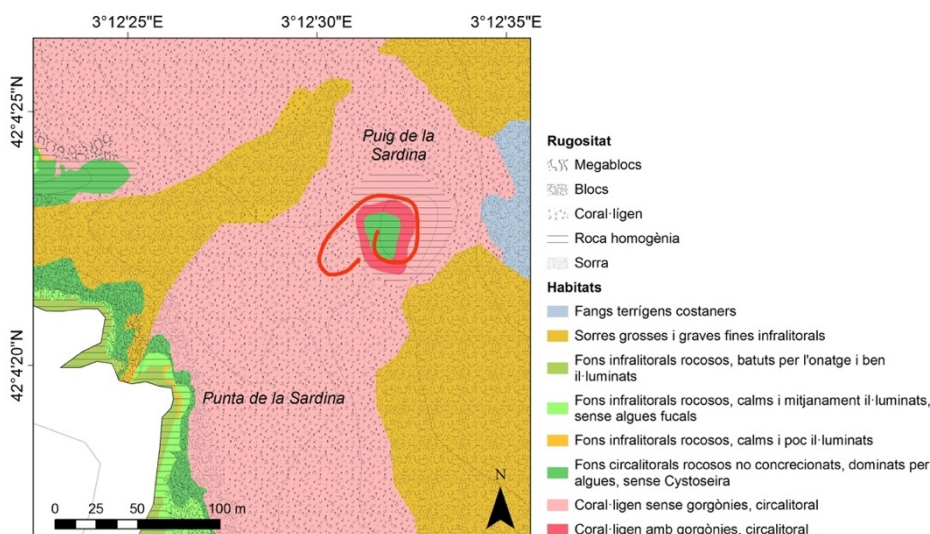 3°12'25"E
3°12'30"E
3°12'35"E
42°4'25"N
42°4'20"N
Puig de la
Sardina
Punta de la Sardina
N
0 25 50 100 m
Rugositat
Megablocs
Blocs
Coral·lígen
Roca homogènia
Sorra
Habitats
Fangs terrígens costaners
Sorres grosses i graves fines infralitorals
Fons infralitorals rocosos, batuts per l'onatge i ben
il·luminats
Fons infralitorals rocosos, calms i mitjanament il·luminats,
sense algues fucals
Fons infralitorals rocosos, calms i poc il·luminats
Fons circalitorals rocosos no concrecionats, dominats per
algues, sense Cystoseira
Coral·ligen sense gorgònies, circalitoral
Coral·ligen amb gorgònies, circalitoral